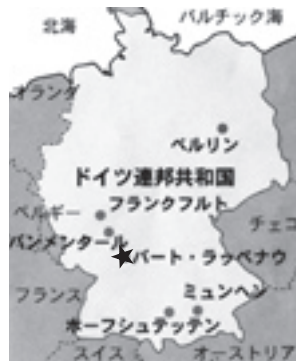 バルチック海
北海
オランダ
ベルリン
ドイツ連邦共和国
フランクフルト
ベルギー
チェコ
バンメンタール
バート・ラッペナウ
フランス
ミュンヘン
ホーフシュテッテン
スイス
オーストリア